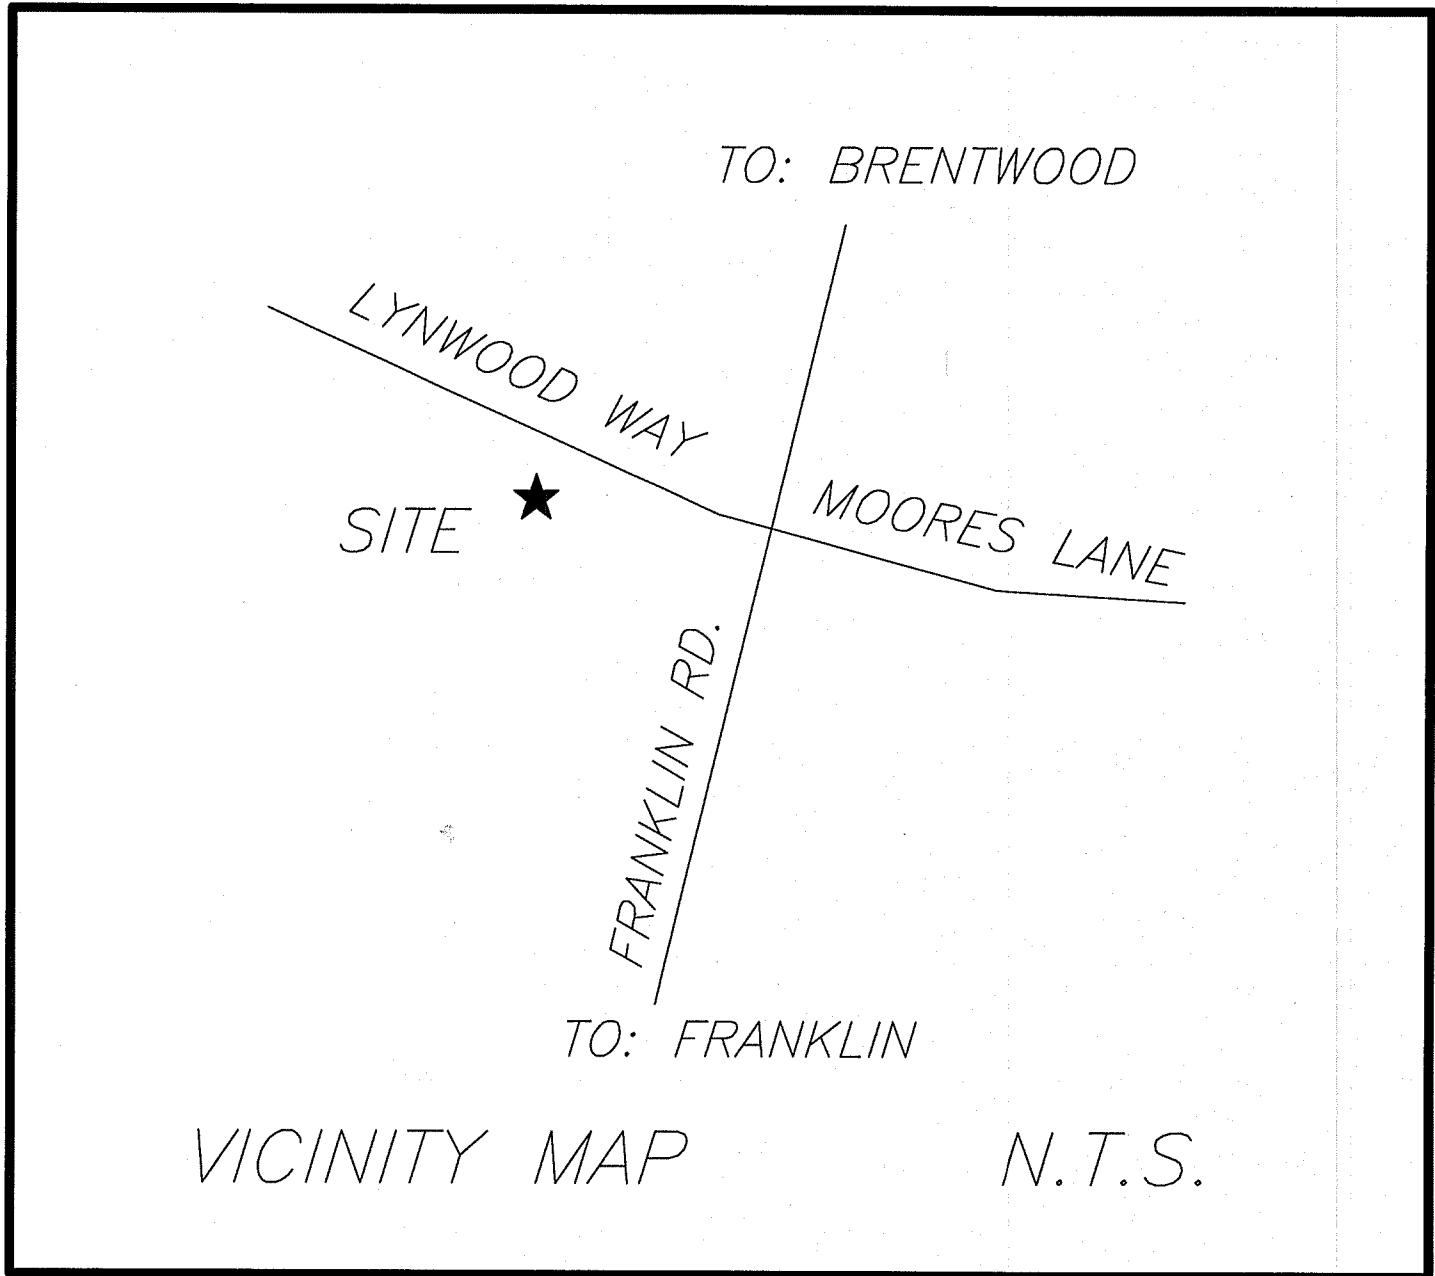 TO: BRENTWOOD
LYNWOOD WAY
MOORES LANE
SITE
FRANKLIN RD.
TO: FRANKLIN
VICINITY MAP
N.T.S.